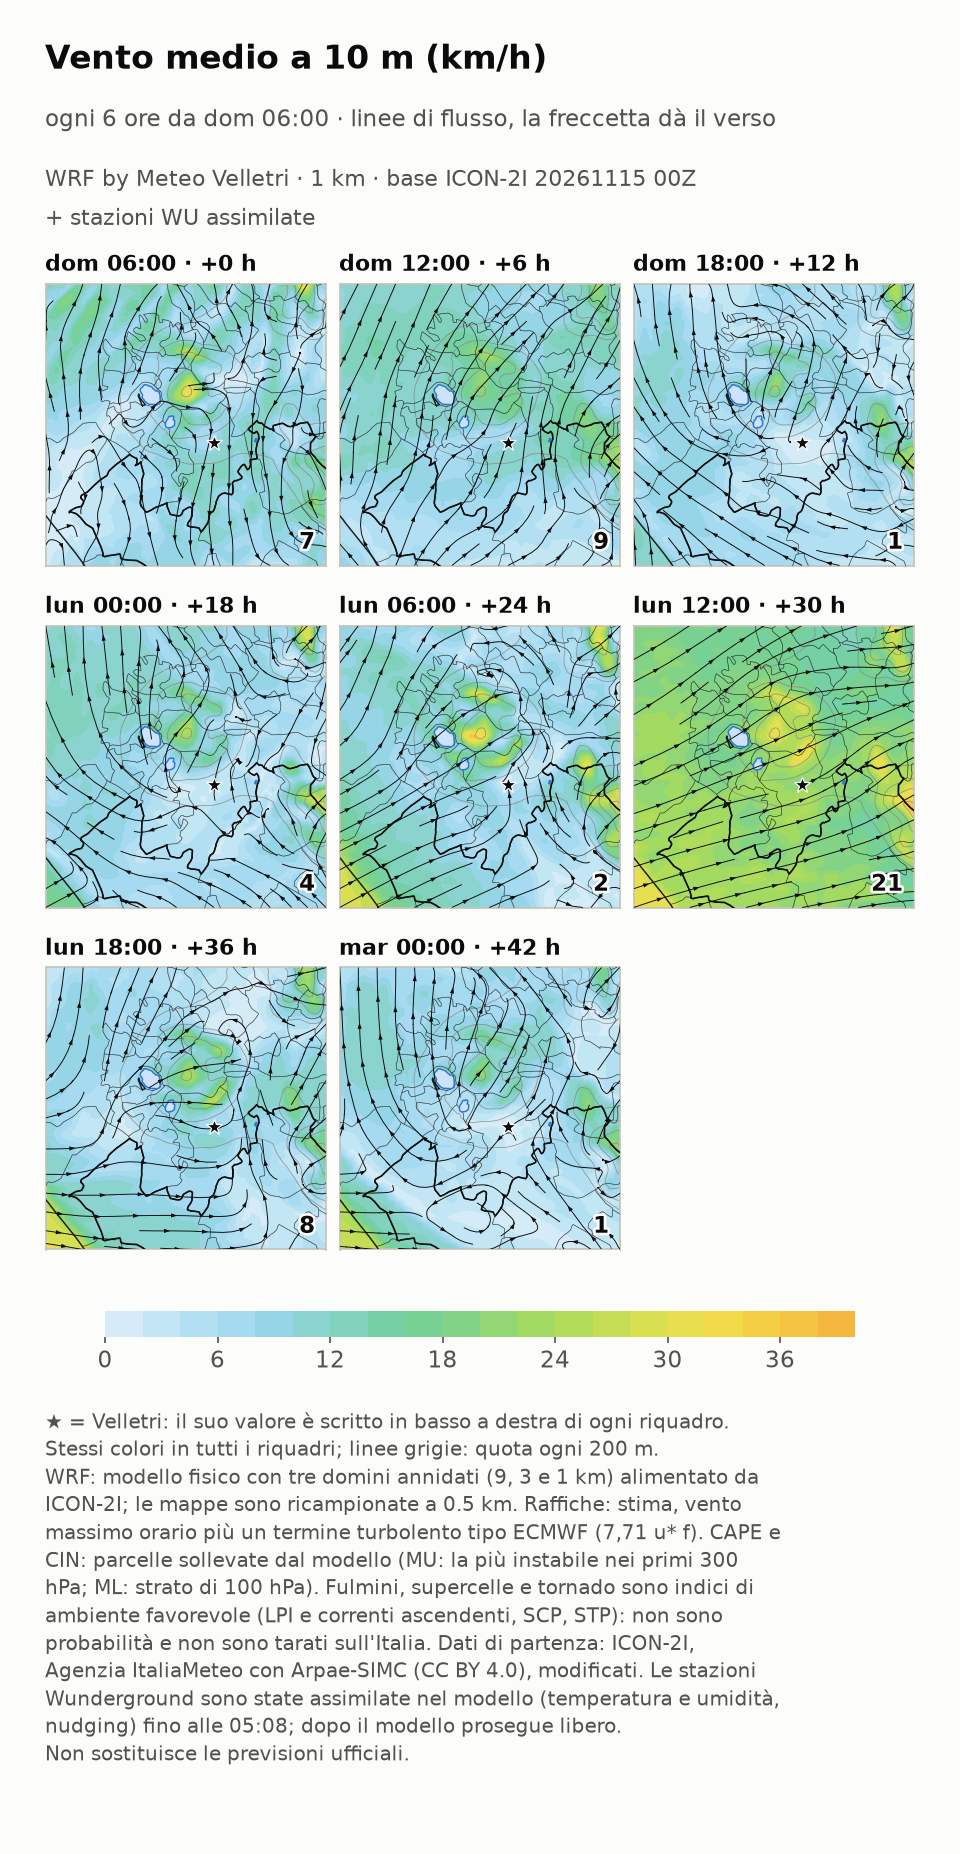 Vento medio a 10 m (km/h)
ogni 6 ore da dom 06:00 · linee di flusso, la freccetta dà il verso
WRF by Meteo Velletri · 1 km · base ICON-2I 20261115 00Z
+ stazioni WU assimilate
dom 06:00 · +0 h
dom 12:00 · +6 h
dom 18:00 · +12 h
7
9
1
lun 00:00 · +18 h
lun 06:00 · +24 h
lun 12:00 · +30 h
4
2
21
lun 18:00 · +36 h
mar 00:00 · +42 h
8
1
0 6 12 18 24 30 36
★ = Velletri: il suo valore è scritto in basso a destra di ogni riquadro.
Stessi colori in tutti i riquadri; linee grigie: quota ogni 200 m.
WRF: modello fisico con tre domini annidati (9, 3 e 1 km) alimentato da
ICON-2I; le mappe sono ricampionate a 0.5 km. Raffiche: stima, vento
massimo orario più un termine turbolento tipo ECMWF (7,71 u* f). CAPE e
CIN: parcelle sollevate dal modello (MU: la più instabile nei primi 300
hPa; ML: strato di 100 hPa). Fulmini, supercelle e tornado sono indici di
ambiente favorevole (LPI e correnti ascendenti, SCP, STP): non sono
probabilità e non sono tarati sull'Italia. Dati di partenza: ICON-2I,
Agenzia ItaliaMeteo con Arpae-SIMC (CC BY 4.0), modificati. Le stazioni
Wunderground sono state assimilate nel modello (temperatura e umidità,
nudging) fino alle 05:08; dopo il modello prosegue libero.
Non sostituisce le previsioni ufficiali.